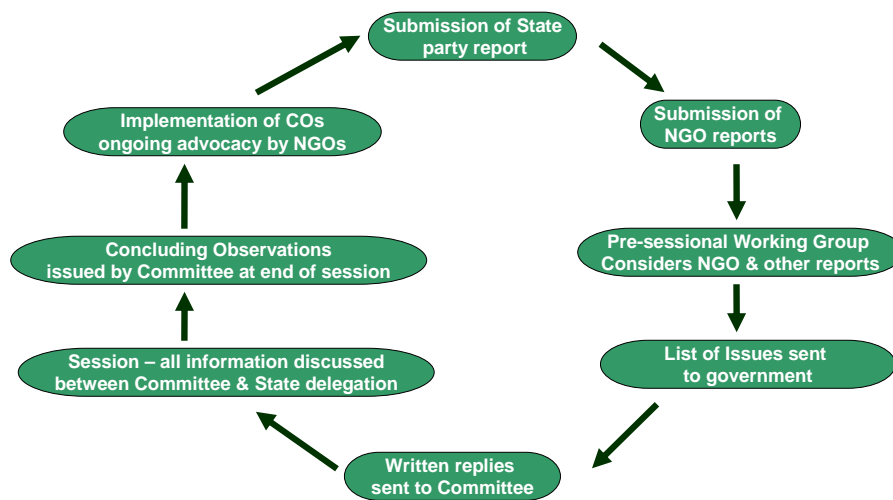 Submission of State
party report
Submission of
NGO reports
Pre-sessional Working Group
Considers NGO & other reports
List of Issues sent
to government
Written replies
sent to Committee
Session – all information discussed
between Committee & State delegation
Concluding Observations
issued by Committee at end of session
Implementation of COs
ongoing advocacy by NGOs